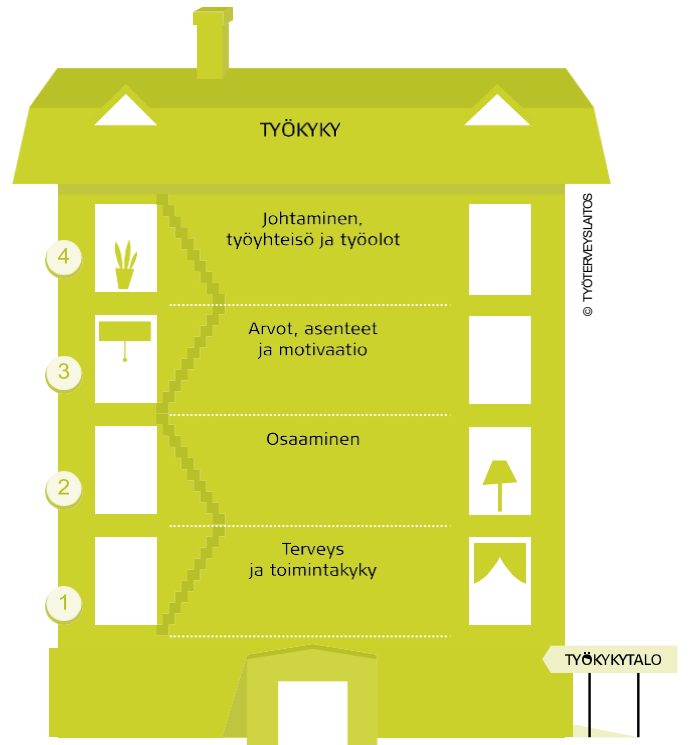 TYÖKYKY
Johtaminen,
työyhteisö ja työolot
4
© TYÖTERVEYSLAITOS
Arvot, asenteet
ja motivaatio
3
Osaaminen
2
Terveys
ja toimintakyky
1
TYÖKYKYTALO